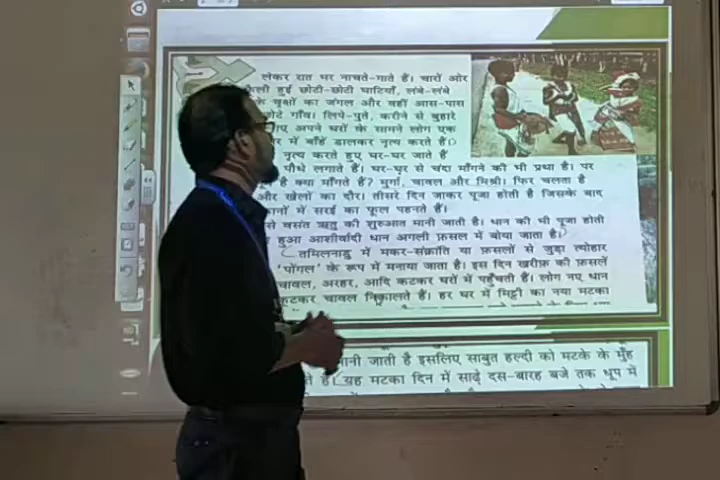 लेकर रात भर नाचते-गाते हैं। चारों ओर
फैली हुई छोटी-छोटी घाटियाँ, लंबे-लंबे
के वृक्षों का जंगल और वहीं आस-पास
छोटे गाँव। लिपे-पुते, करीने से बुहारे
गए अपने घरों के सामने लोग एक
में बाँहें डालकर नृत्य करते हैं।
नृत्य करते हुए घर-घर जाते हैं
पौधे लगाते हैं। घर-घर से चंदा माँगने की भी प्रथा है। पर
है क्या माँगते हैं? मुर्गा, चावल और मिश्री। फिर चलता है
और खेलों का दौर। तीसरे दिन जाकर पूजा होती है जिसके बाद
कानों में सरई का फूल पहनते हैं।
से वसंत ऋतु की शुरुआत मानी जाती है। धान की भी पूजा होती
हुआ आशीर्वादी धान अगली फ़सल में बोया जाता है।
तमिलनाडु में मकर-संक्रांति या फ़सलों से जुड़ा त्योहार
'पोंगल' के रूप में मनाया जाता है। इस दिन खरीफ़ की फ़सलें
चावल, अरहर, आदि कटकर घरों में पहुँचती हैं। लोग नए धान
कूटकर चावल निकालते हैं। हर घर में मिट्टी का नया मटका
मानी जाती है इसलिए साबुत हल्दी को मटके के मुँह
हैं। यह मटका दिन में साढ़े दस-बारह बजे तक धूप में